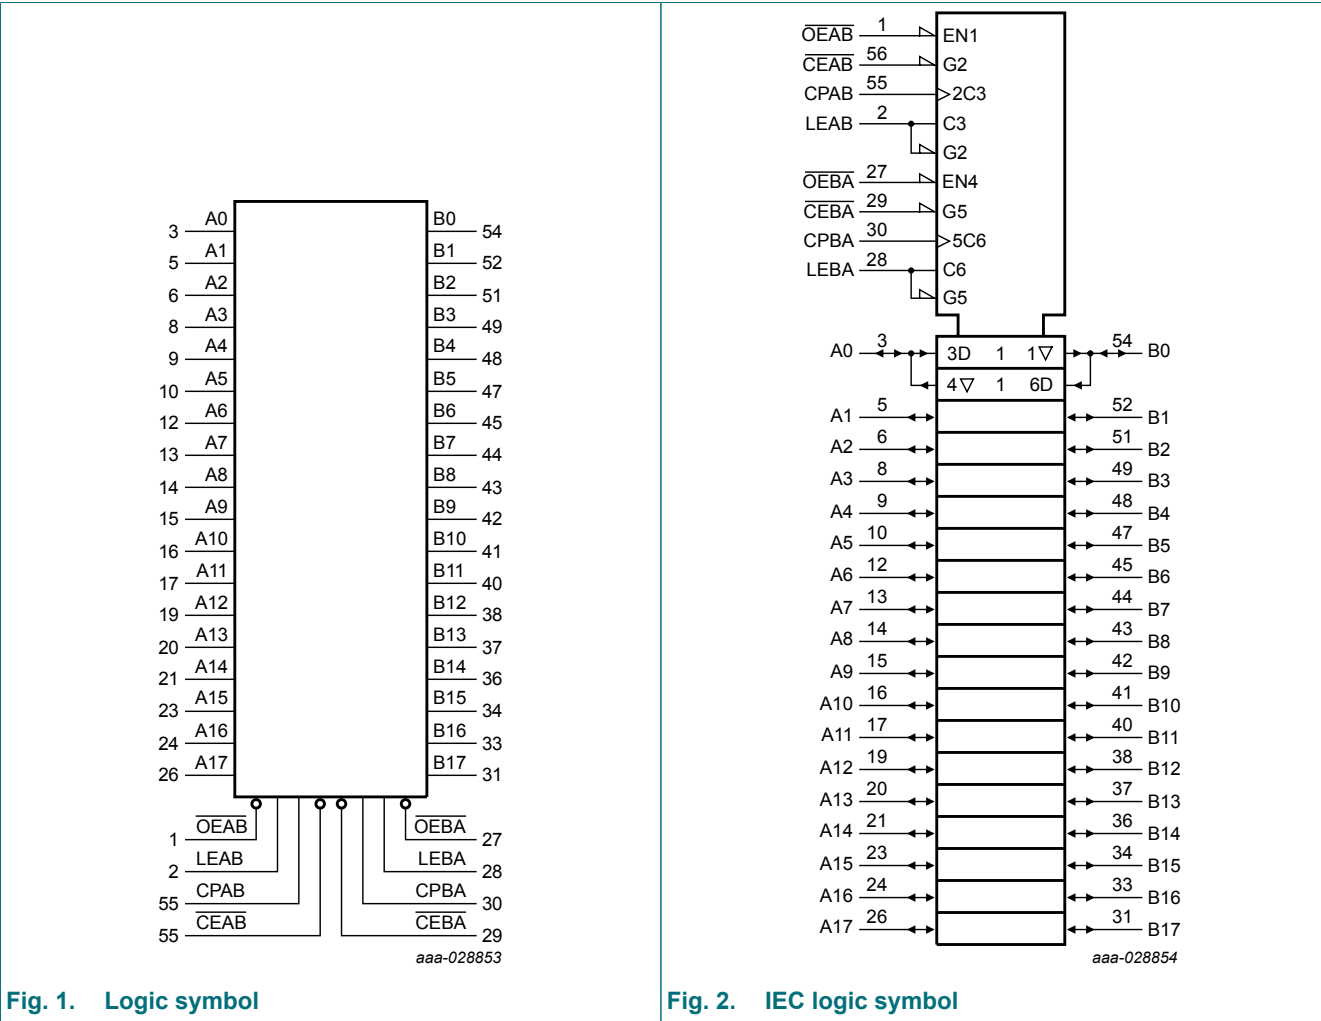 A0 B0
3 54
A1 B1
5 52
A2 B2
6 51
A3 B3
8 49
A4 B4
9 48
A5 B5
10 47
A6 B6
12 45
A7 B7
13 44
A8 B8
14 43
A9 B9
15 42
A10 B10
16 41
A11 B11
17 40
A12 B12
19 38
A13 B13
20 37
A14 B14
21 36
A15 B15
23 34
A16 B16
24 33
A17 B17
26 31
OEAB OEBA
1 27
LEAB LEBA
2 28
CPAB CPBA
55 30
CEAB CEBA
55 29
aaa-028853
Fig. 1. Logic symbol
OEAB 1 EN1
CEAB 56 G2
CPAB 55 2C3
LEAB 2 C3
G2
OEBA 27 EN4
CEBA 29 G5
CPBA 30 5C6
LEBA 28 C6
G5
A0 3 3D 1 1▽ 54 B0
4▽ 1 6D
A1 5 52 B1
A2 6 51 B2
A3 8 49 B3
A4 9 48 B4
A5 10 47 B5
A6 12 45 B6
A7 13 44 B7
A8 14 43 B8
A9 15 42 B9
A10 16 41 B10
A11 17 40 B11
A12 19 38 B12
A13 20 37 B13
A14 21 36 B14
A15 23 34 B15
A16 24 33 B16
A17 26 31 B17
aaa-028854
Fig. 2. IEC logic symbol